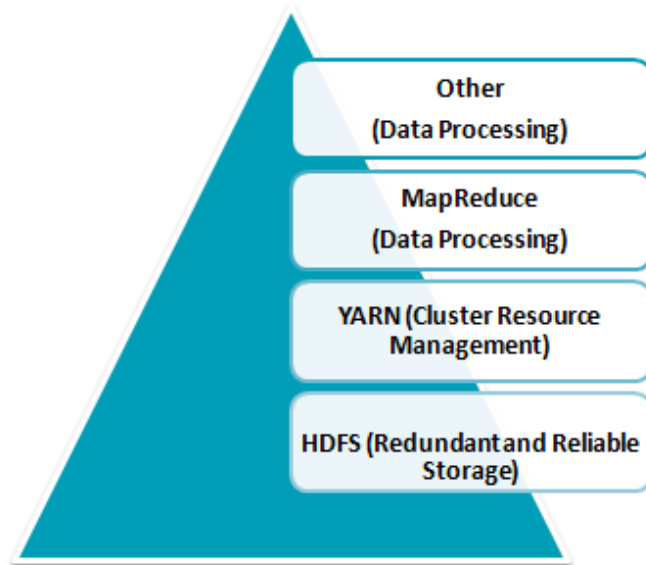 Other
(Data Processing)
MapReduce
(Data Processing)
YARN (Cluster Resource
Management)
HDFS (Redundant and Reliable
Storage)